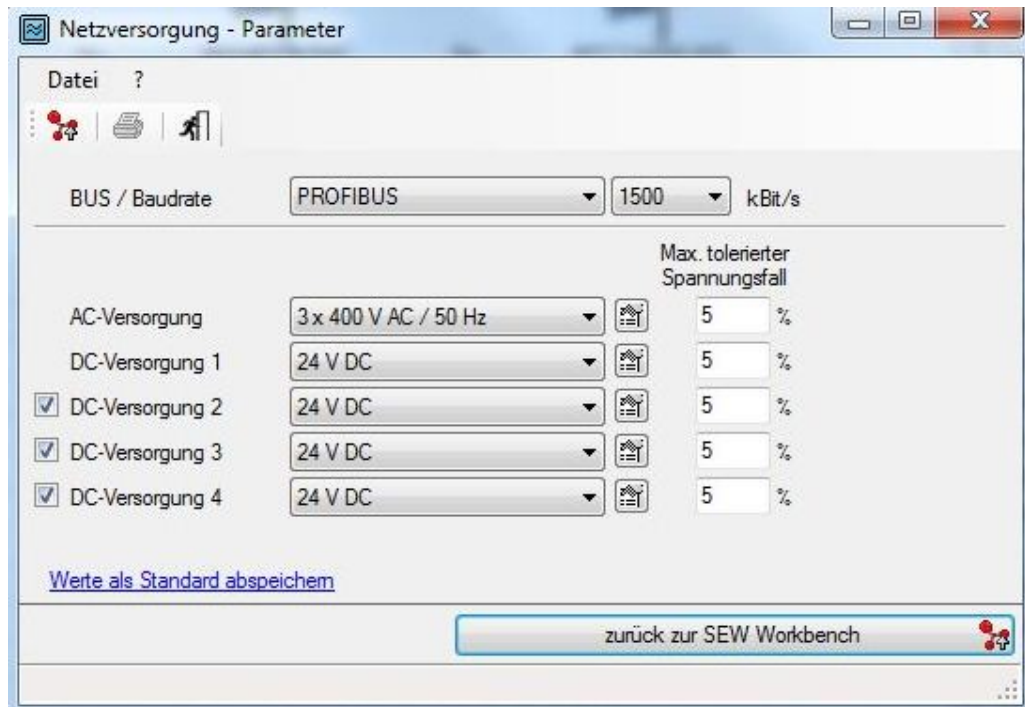 Netzversorgung - Parameter
Datei ?
BUS / Baudrate PROFIBUS 1500 kBit/s
Max. tolerierter
Spannungsfall
AC-Versorgung 3 x 400 V AC / 50 Hz 5 %
DC-Versorgung 1 24 V DC 5 %
DC-Versorgung 2 24 V DC 5 %
DC-Versorgung 3 24 V DC 5 %
DC-Versorgung 4 24 V DC 5 %
Werte als Standard abspeichern
zurück zur SEW Workbench